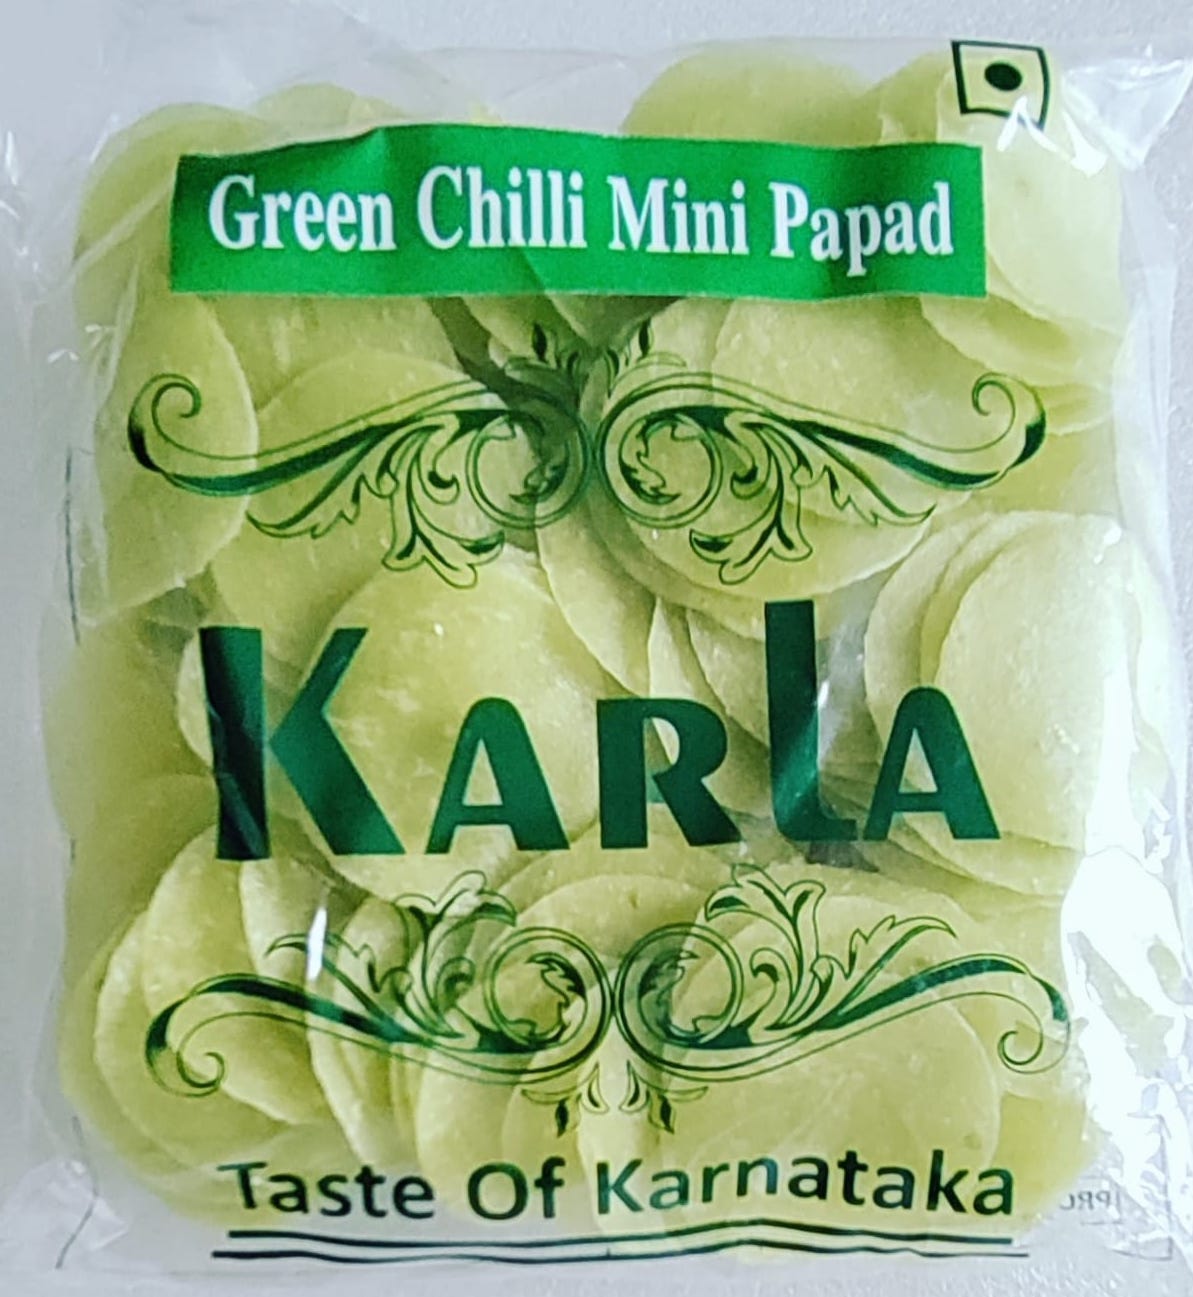 Green Chilli Mini Papad
KARLA
Taste Of Karnataka